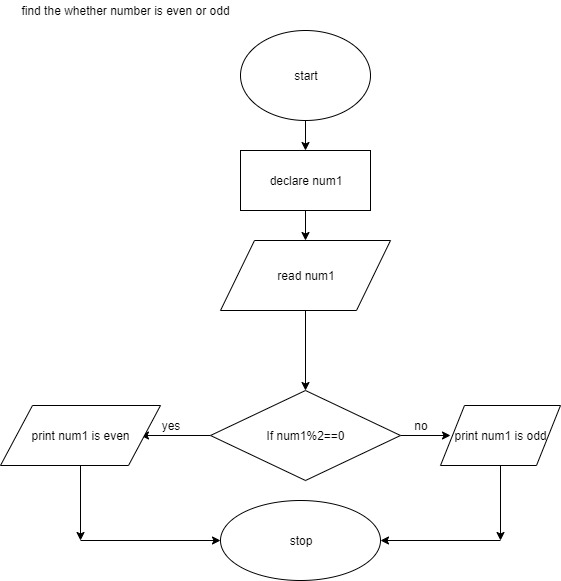 find the whether number is even or odd
start
declare num1
read num1
If num1%2==0
yes
no
print num1 is even
print num1 is odd
stop